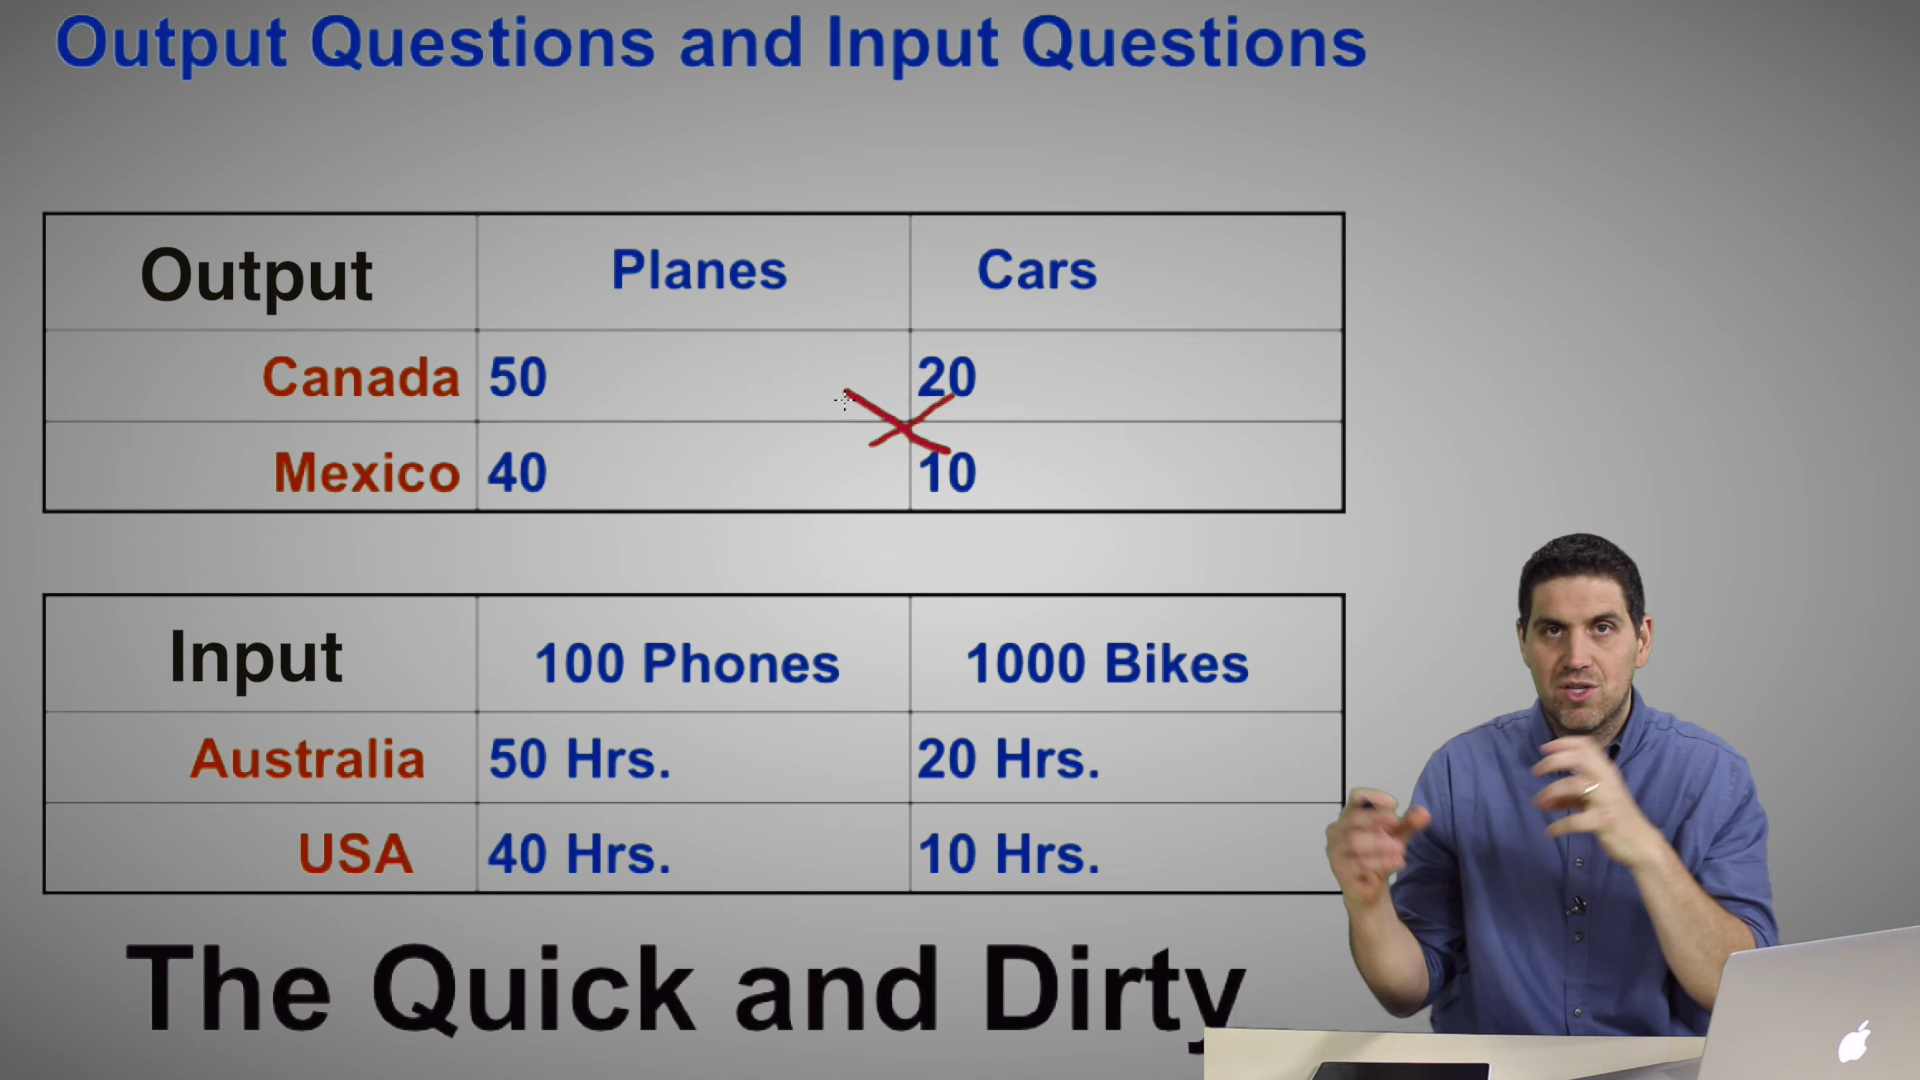 Output Questions and Input Questions
Output Planes Cars
Canada 50 20
Mexico 40 10
Input 100 Phones 1000 Bikes
Australia 50 Hrs. 20 Hrs.
USA 40 Hrs. 10 Hrs.
The Quick and Dirty